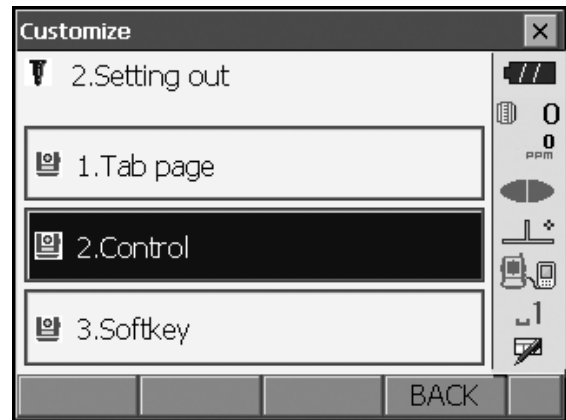 Customize
2.Setting out
0
0
PPM
1.Tab page
2.Control
3.Softkey
1
BACK